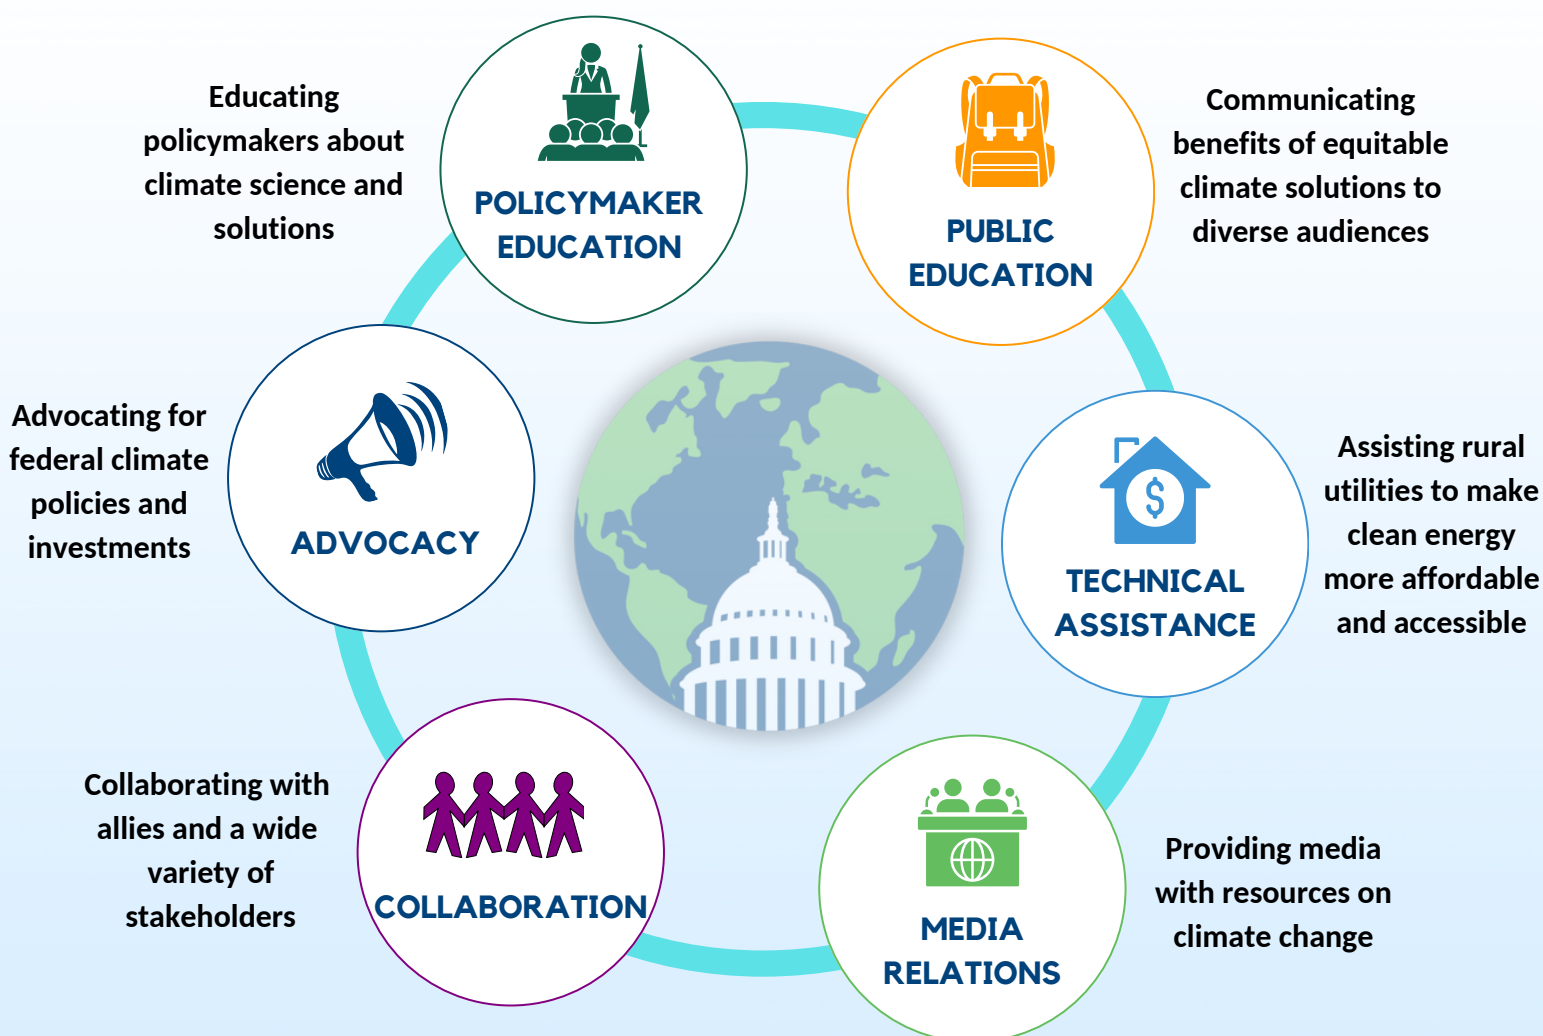 Educating
policymakers about
climate science and
solutions
POLICYMAKER
EDUCATION
PUBLIC
EDUCATION
Communicating
benefits of equitable
climate solutions to
diverse audiences
Advocating for
federal climate
policies and
investments
ADVOCACY
$
TECHNICAL
ASSISTANCE
Assisting rural
utilities to make
clean energy
more affordable
and accessible
Collaborating with
allies and a wide
variety of
stakeholders
COLLABORATION
MEDIA
RELATIONS
Providing media
with resources on
climate change